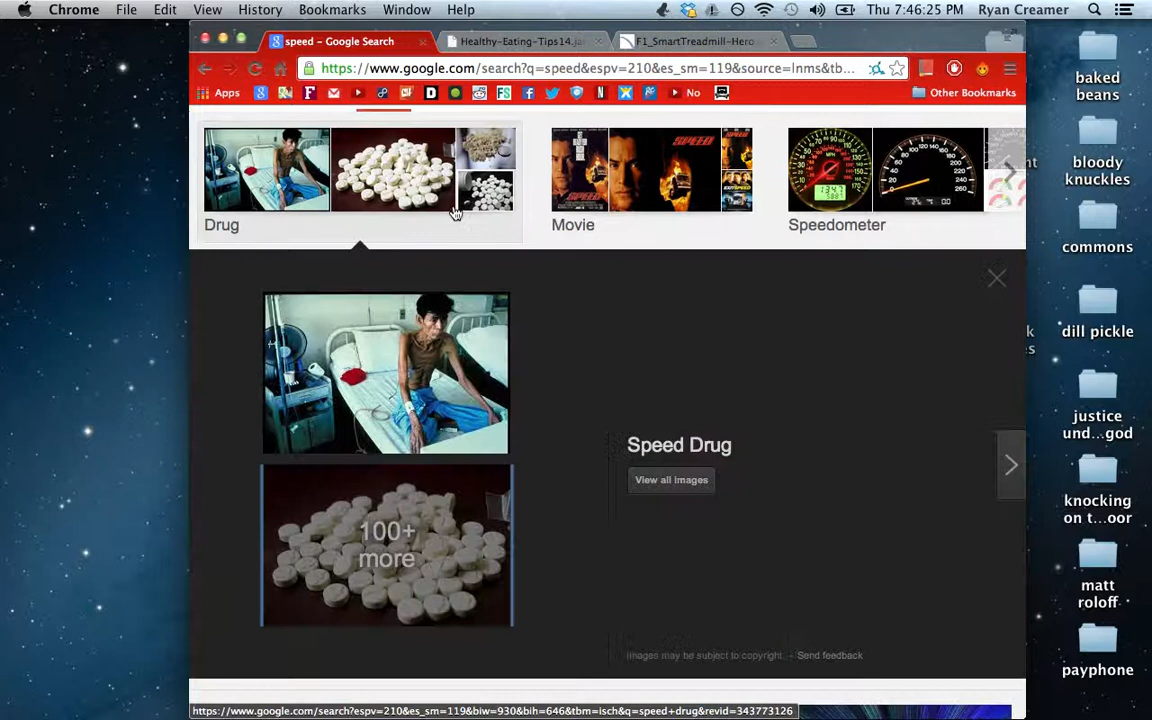 Chrome File Edit View History Bookmarks Window Help Thu 7:46:25 PM Ryan Creamer
speed – Google Search
Healthy-Eating-Tips14.ja
F1_SmartTreadmill-Hero
https://www.google.com/search?q=speed&espv=210&es_sm=119&source=lnms&tb...
Apps
No
Other Bookmarks
Drug
SPEED
SPEED
Movie
Speedometer
100+
more
Speed Drug
View all images
Images may be subject to copyright. - Send feedback
https://www.google.com/search?espv=210&es_sm=119&biw=930&bih=646&tbm=isch&q=speed+drug&revid=343773126
baked
beans
bloody
knuckles
commons
dill pickle
justice
und...god
knocking
on t...oor
matt
roloff
payphone